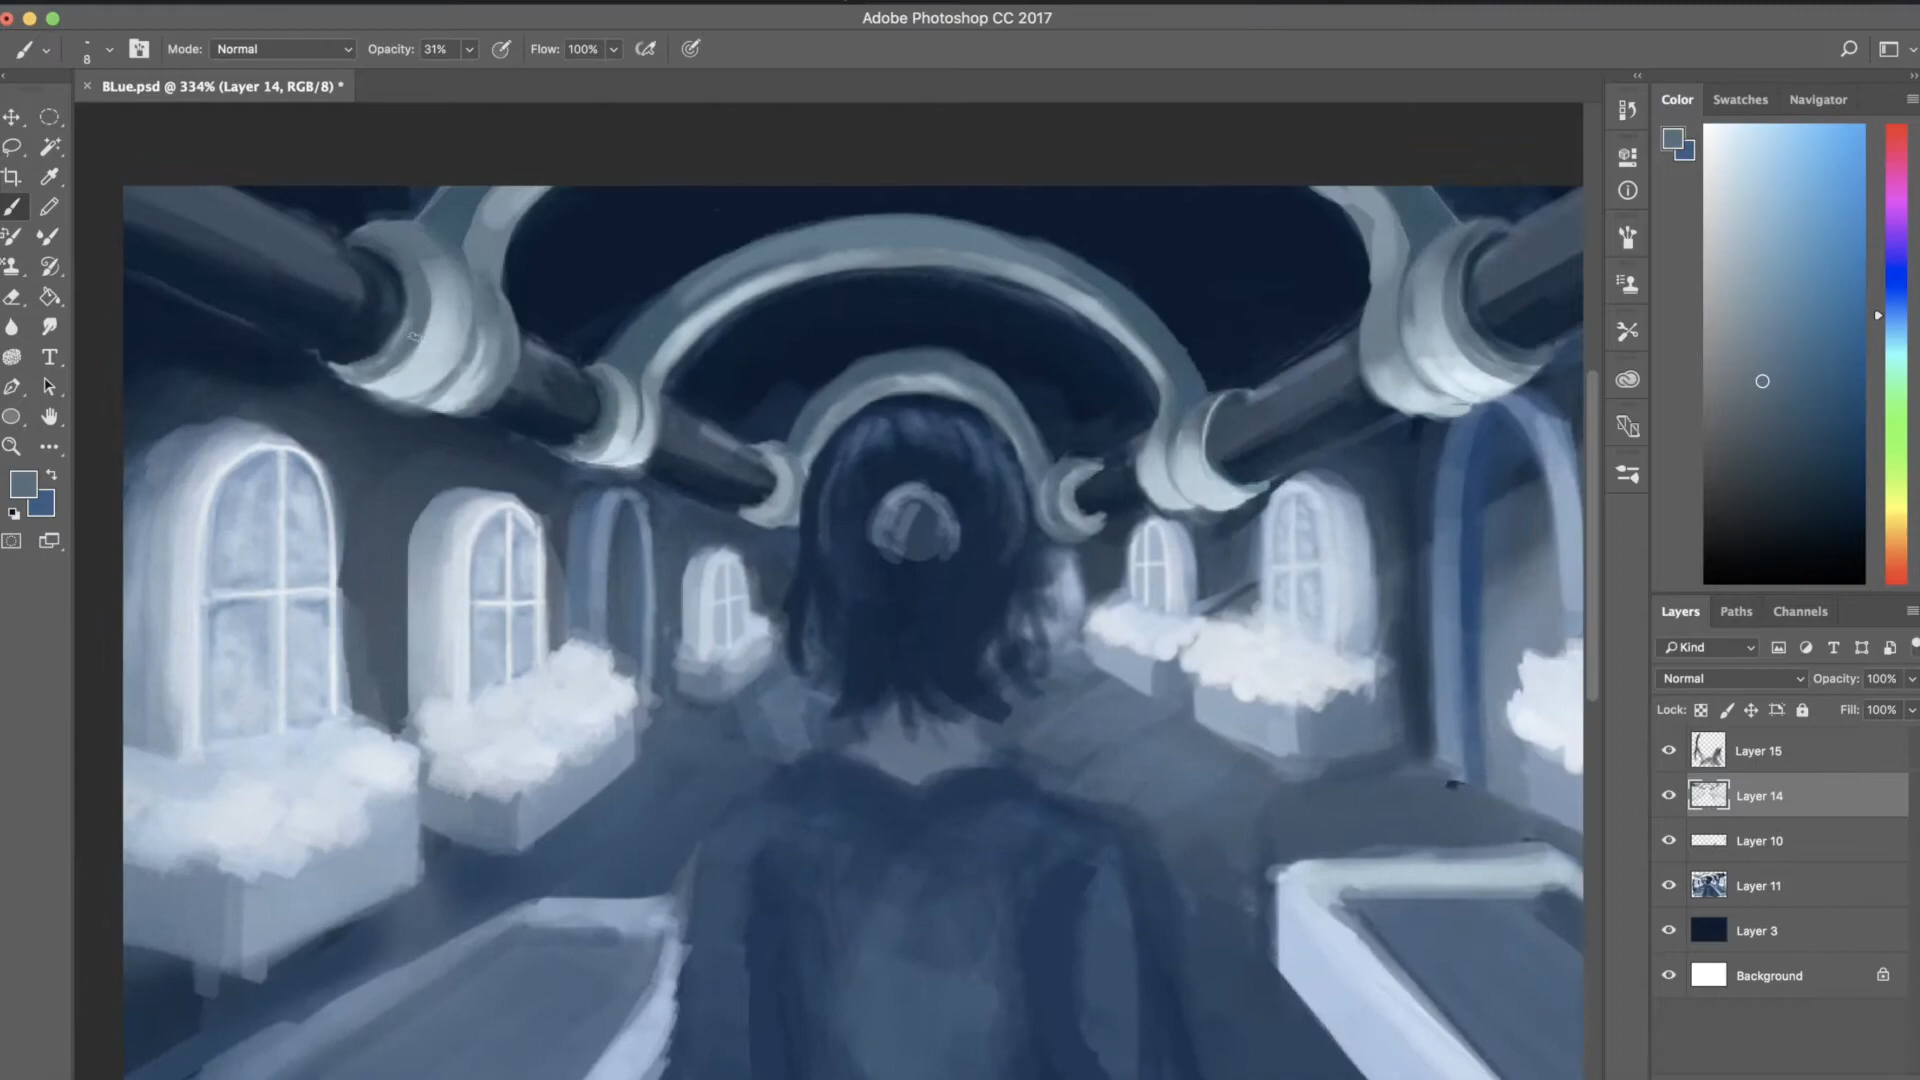 Adobe Photoshop CC 2017
8 Mode: Normal Opacity: 31% Flow: 100%
× BLue.psd @ 334% (Layer 14, RGB/8) *
Color Swatches Navigator
T
Layers Paths Channels
Kind T
Normal Opacity: 100%
Lock: Fill: 100%
Layer 15
Layer 14
Layer 10
Layer 11
Layer 3
Background